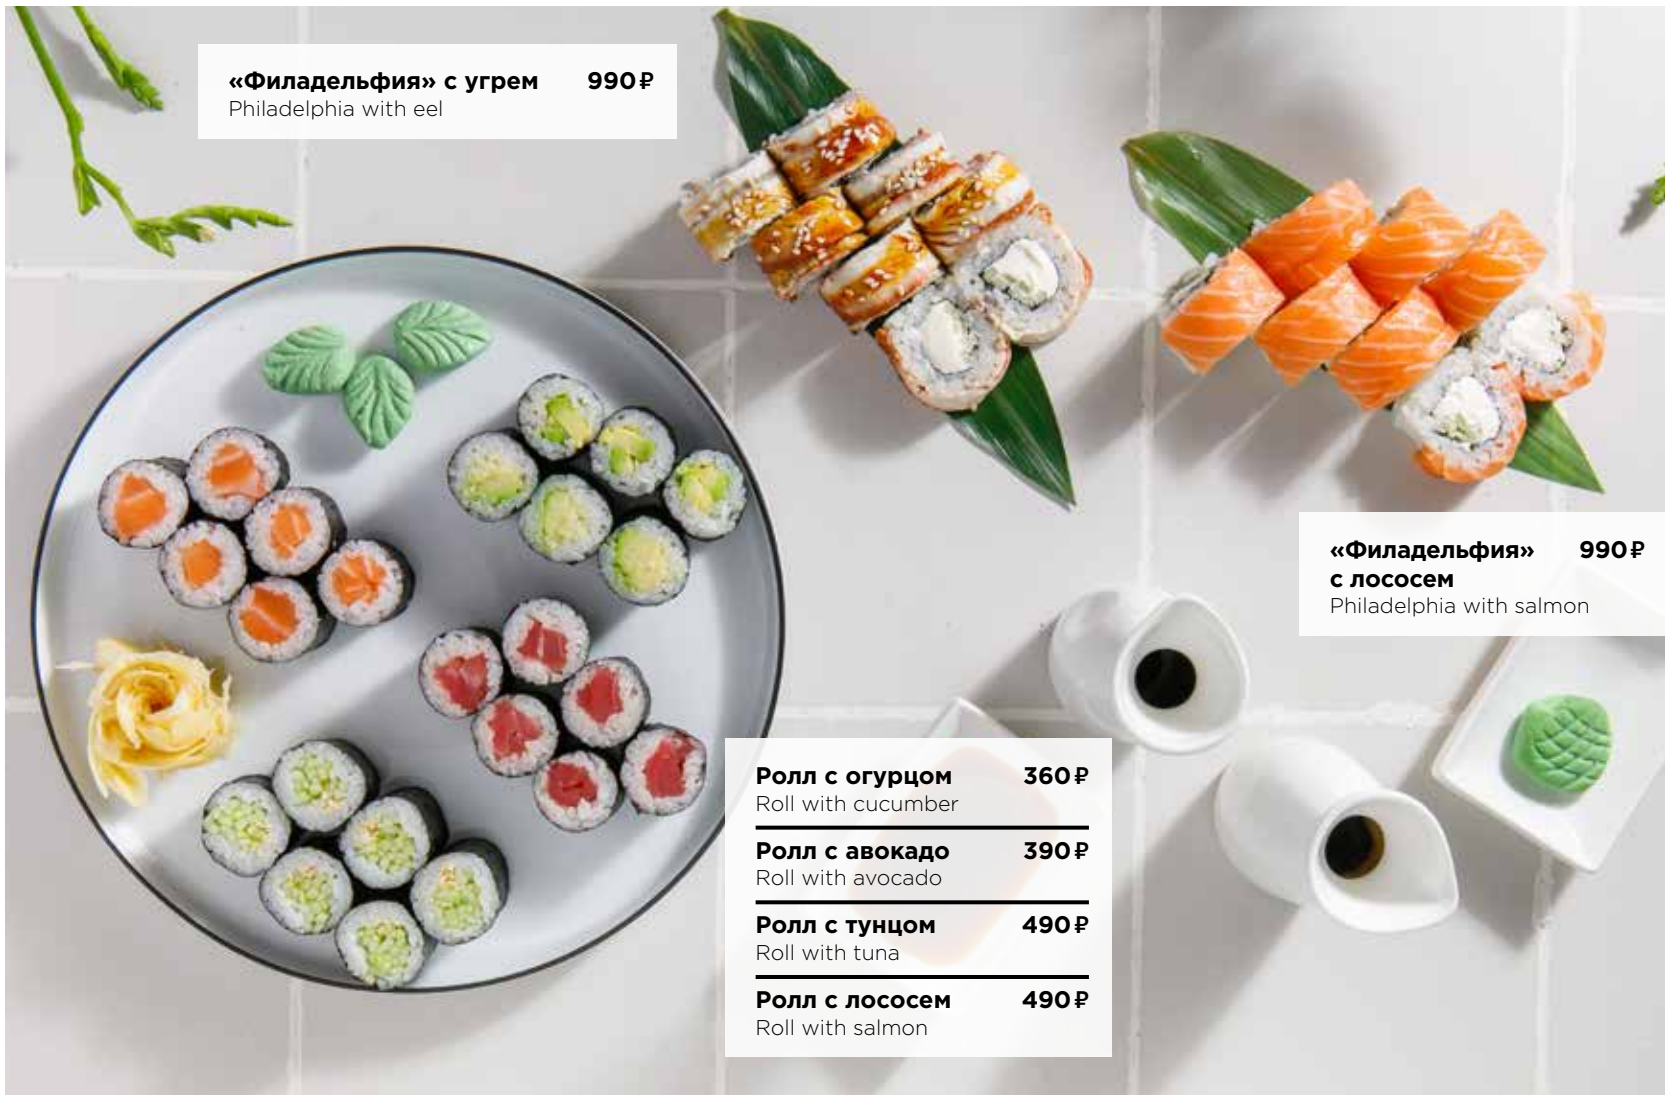 «Филадельфия» с угрем 990 ₽
Philadelphia with eel
«Филадельфия» 990 ₽
с лососем
Philadelphia with salmon
Ролл с огурцом 360 ₽
Roll with cucumber
Ролл с авокадо 390 ₽
Roll with avocado
Ролл с тунцом 490 ₽
Roll with tuna
Ролл с лососем 490 ₽
Roll with salmon